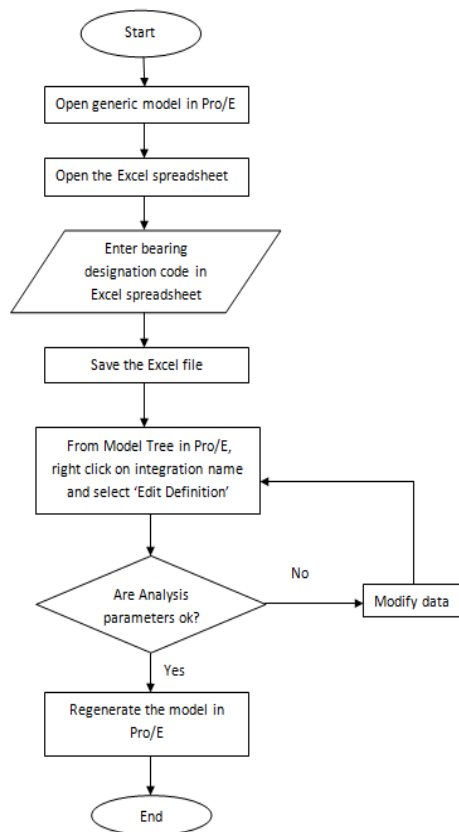 Start
Open generic model in Pro/E
Open the Excel spreadsheet
Enter bearing
designation code in
Excel spreadsheet
Save the Excel file
From Model Tree in Pro/E,
right click on integration name
and select ‘Edit Definition’
Are Analysis
parameters ok?
No
Modify data
Yes
Regenerate the model in
Pro/E
End